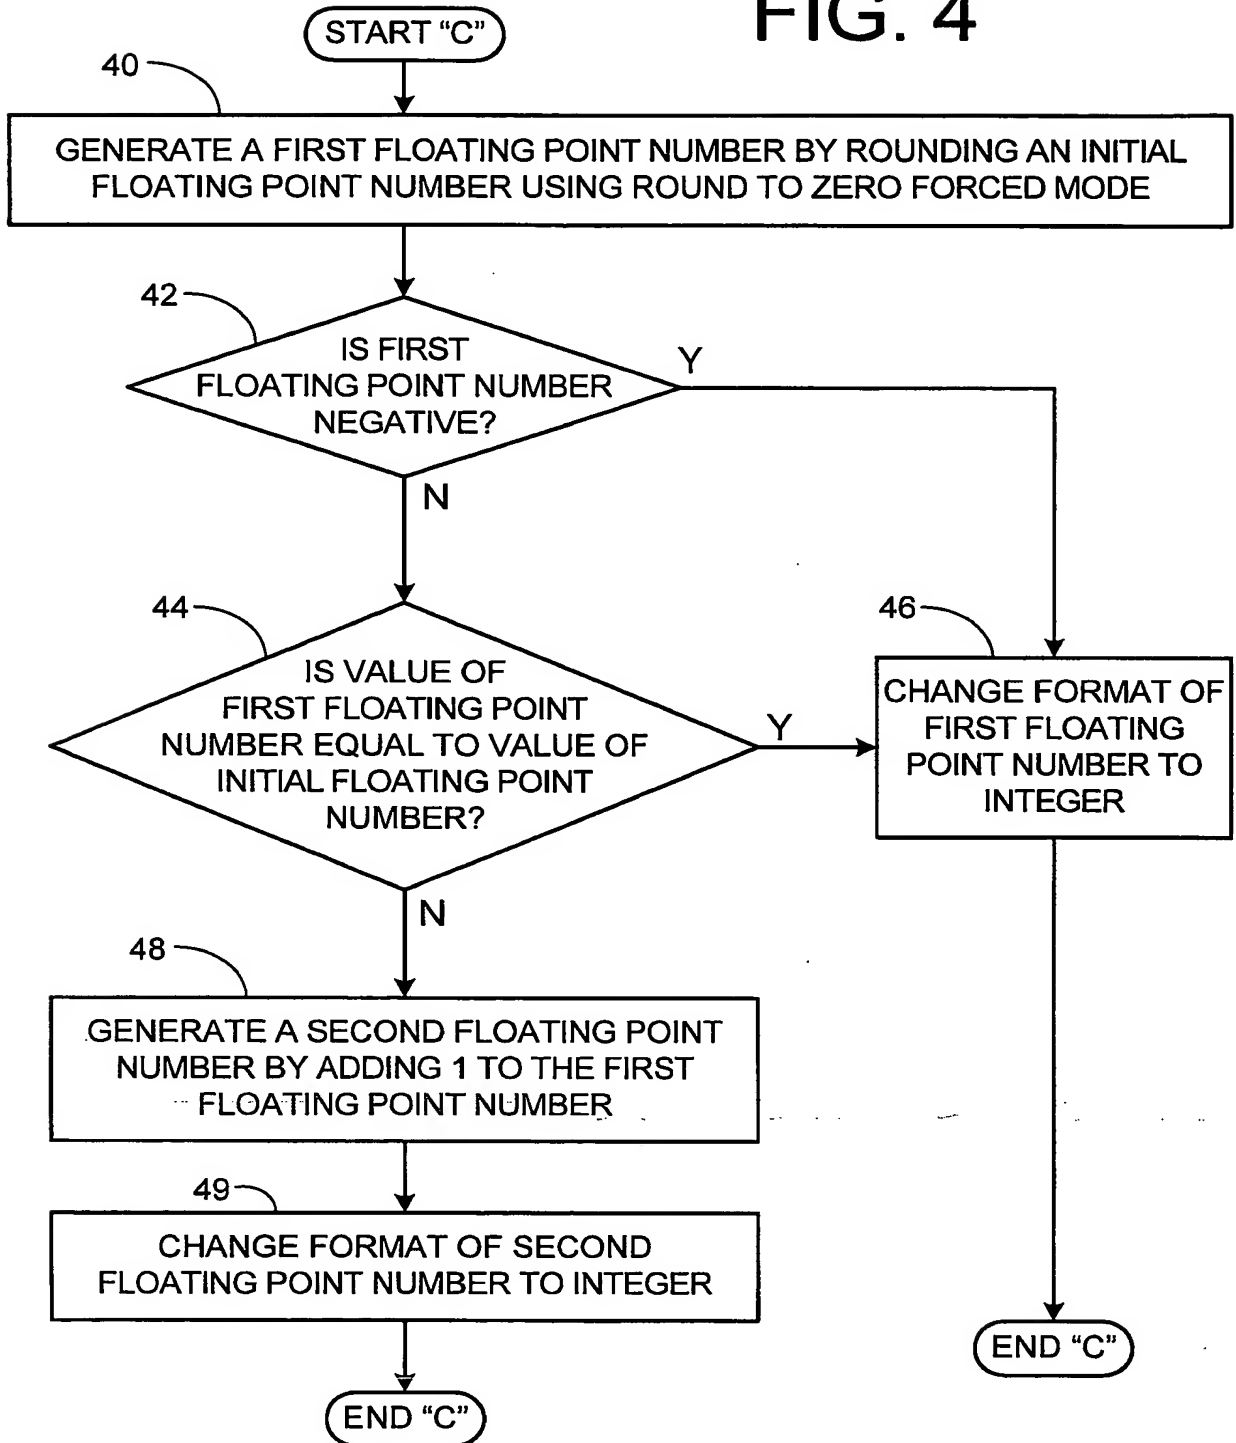 FIG. 4
START “C”
40
GENERATE A FIRST FLOATING POINT NUMBER BY ROUNDING AN INITIAL
FLOATING POINT NUMBER USING ROUND TO ZERO FORCED MODE
42
IS FIRST
FLOATING POINT NUMBER
NEGATIVE?
Y
N
44
IS VALUE OF
FIRST FLOATING POINT
NUMBER EQUAL TO VALUE OF
INITIAL FLOATING POINT
NUMBER?
Y
46
CHANGE FORMAT OF
FIRST FLOATING
POINT NUMBER TO
INTEGER
N
48
GENERATE A SECOND FLOATING POINT
NUMBER BY ADDING 1 TO THE FIRST
FLOATING POINT NUMBER
49
CHANGE FORMAT OF SECOND
FLOATING POINT NUMBER TO INTEGER
END “C”
END “C”